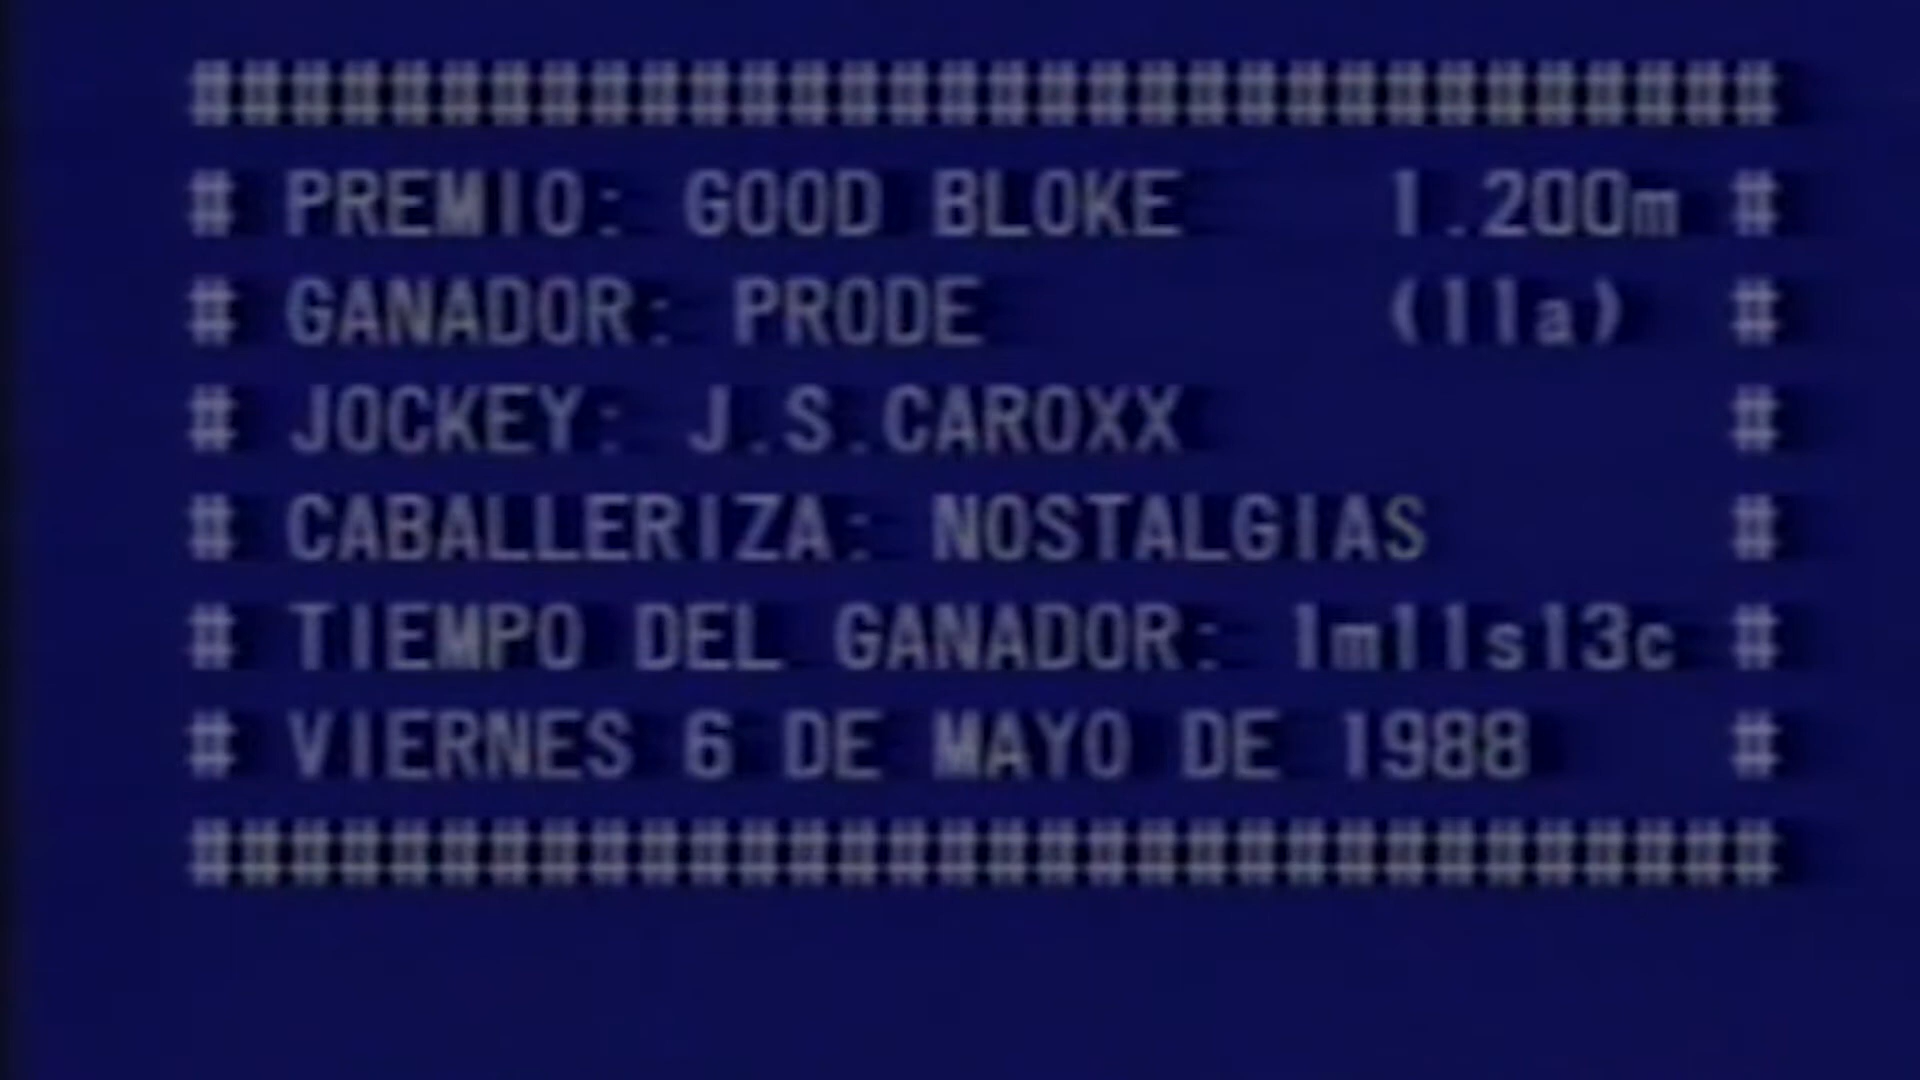 ################################
# PREMIO: GOOD BLOKE    1.200m #
# GANADOR: PRODE        (11a)  #
# JOCKEY: J.S.CAROXX           #
# CABALLERIZA: NOSTALGIAS      #
# TIEMPO DEL GANADOR: 1m11s13c #
# VIERNES 6 DE MAYO DE 1988    #
################################